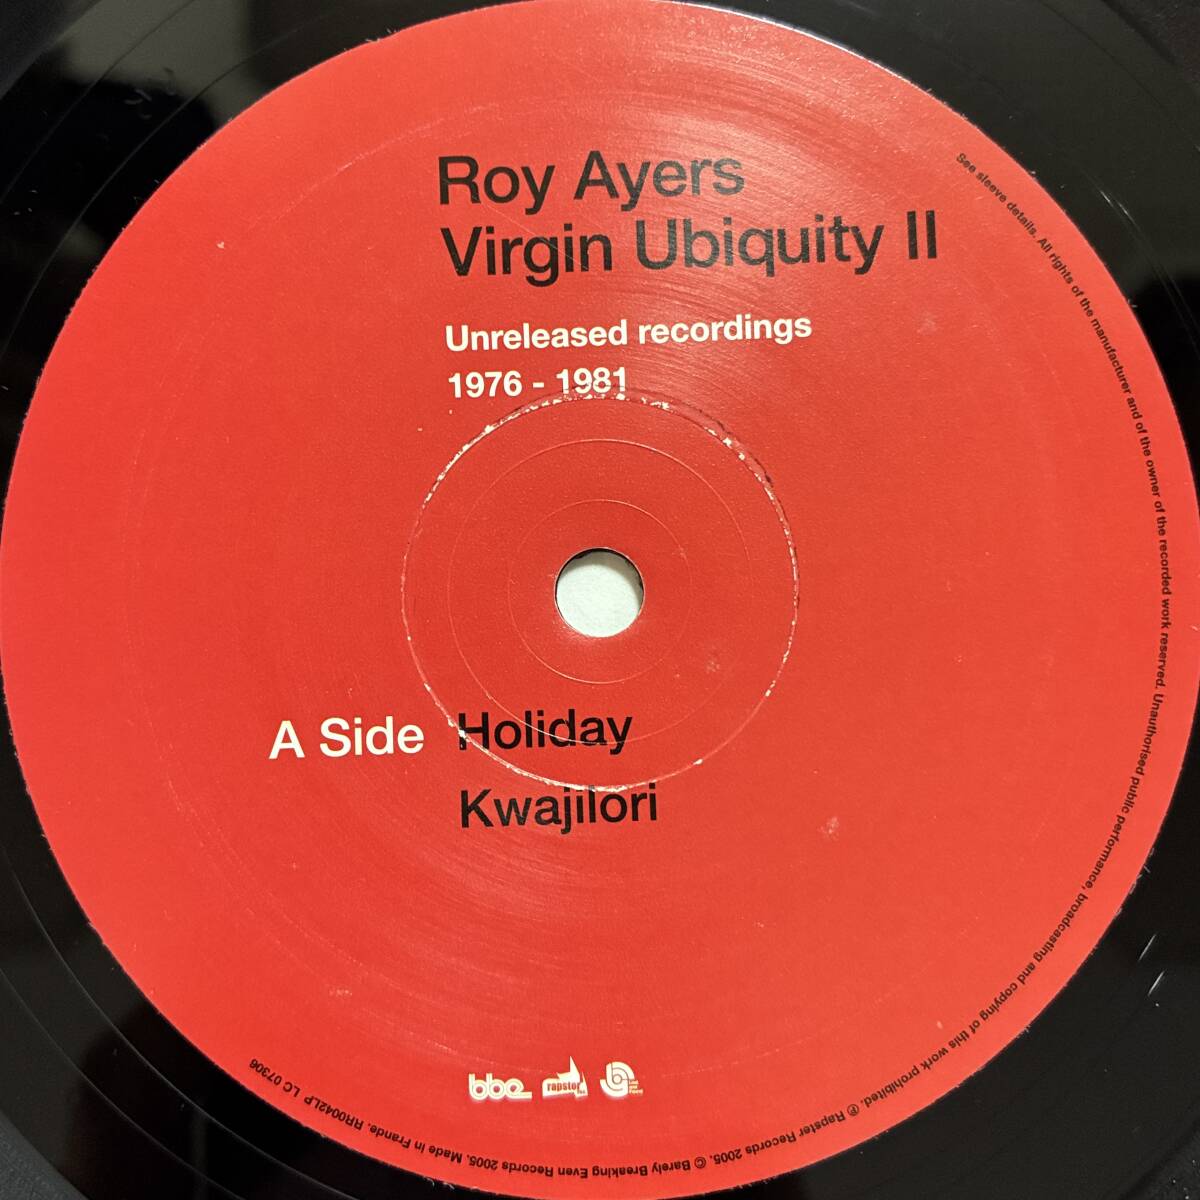 Roy Ayers
Virgin Ubiquity II
Unreleased recordings
1976 - 1981
A Side Holiday
Kwajilori
bbe rapster
See sleeve details. All rights of the manufacturer and of the owner of the recorded work reserved. Unauthorised public performance, broadcasting and copying of this work prohibited. ℗ Rapster Records 2005. © Barely Breaking Even Records 2005. Made In Frande. RR0042LP LC 07306